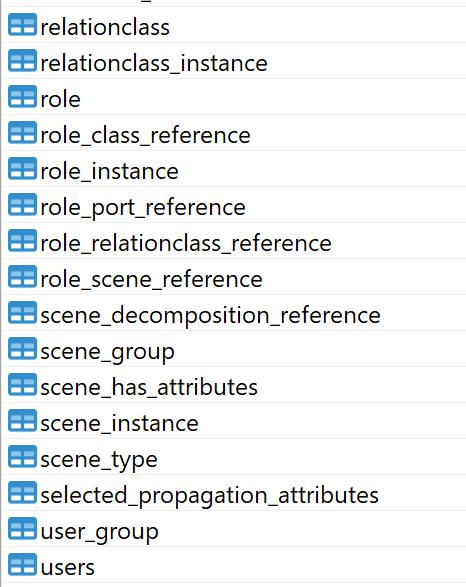 relationclass
relationclass_instance
role
role_class_reference
role_instance
role_port_reference
role_relationclass_reference
role_scene_reference
scene_decomposition_reference
scene_group
scene_has_attributes
scene_instance
scene_type
selected_propagation_attributes
user_group
users